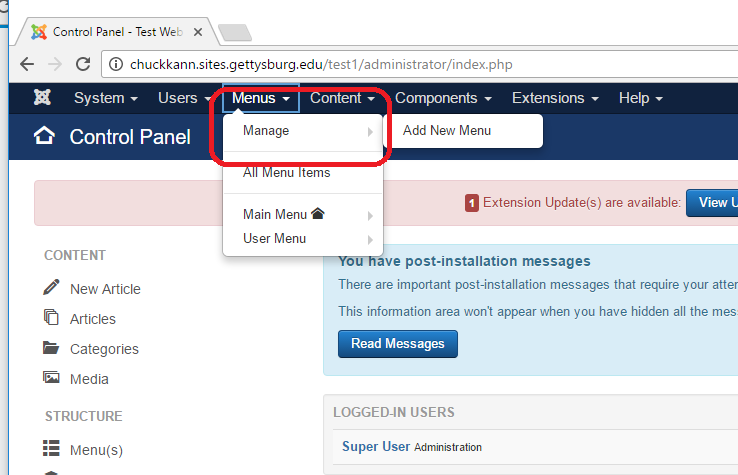 Control Panel - Test Web
chuckkann.sites.gettysburg.edu/test1/administrator/index.php
System Users Menus Content Components Extensions Help
Control Panel
Manage
Add New Menu
All Menu Items
Main Menu
User Menu
1 Extension Update(s) are available: View
CONTENT
New Article
Articles
Categories
Media
STRUCTURE
Menu(s)
You have post-installation messages
There are important post-installation messages that require your
This information area won't appear when you have hidden all the
Read Messages
LOGGED-IN USERS
Super User Administration